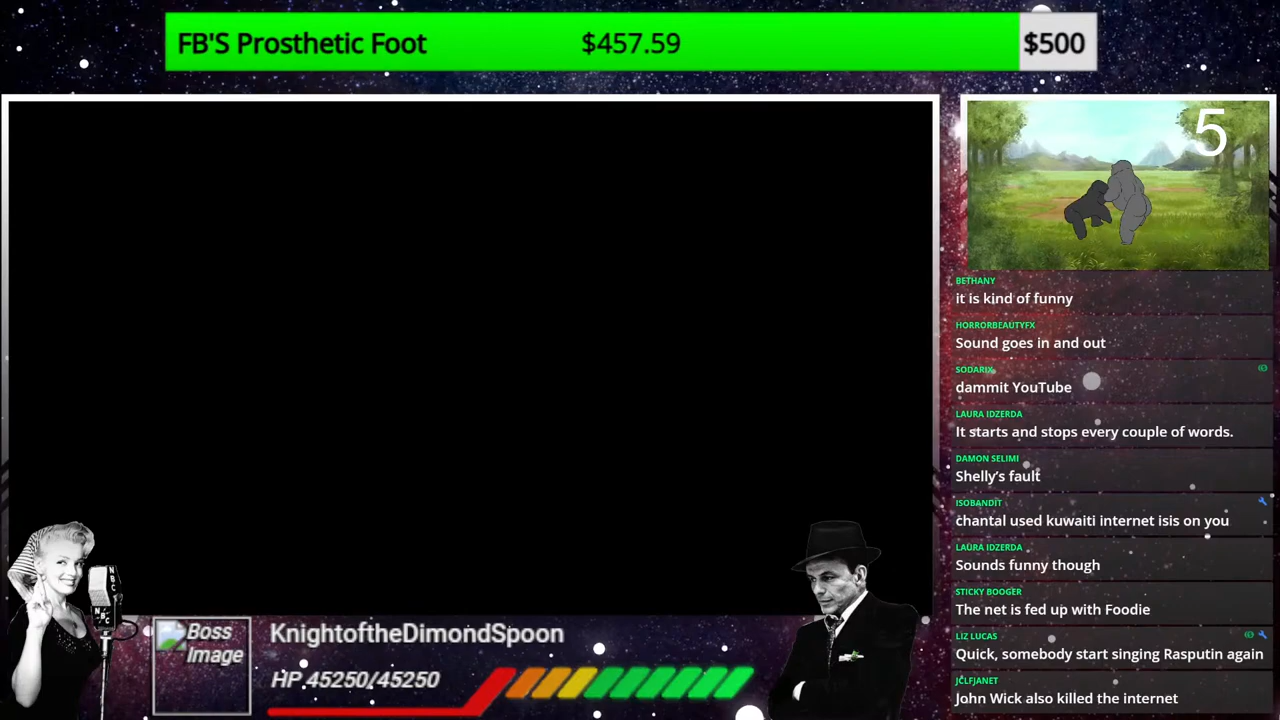 FB'S Prosthetic Foot $457.59 $500
5
BETHANY
it is kind of funny
HORRORBEAUTYFX
Sound goes in and out
SODARIX
dammit YouTube
LAURA IDZERDA
It starts and stops every couple of words.
DAMON SELIMI
Shelly’s fault
ISOBANDIT
chantal used kuwaiti internet isis on you
LAURA IDZERDA
Sounds funny though
STICKY BOOGER
The net is fed up with Foodie
LIZ LUCAS
Quick, somebody start singing Rasputin again
JCLFJANET
John Wick also killed the internet
NBC
NBC
Boss
Image
KnightoftheDimondSpoon
HP 45250/45250